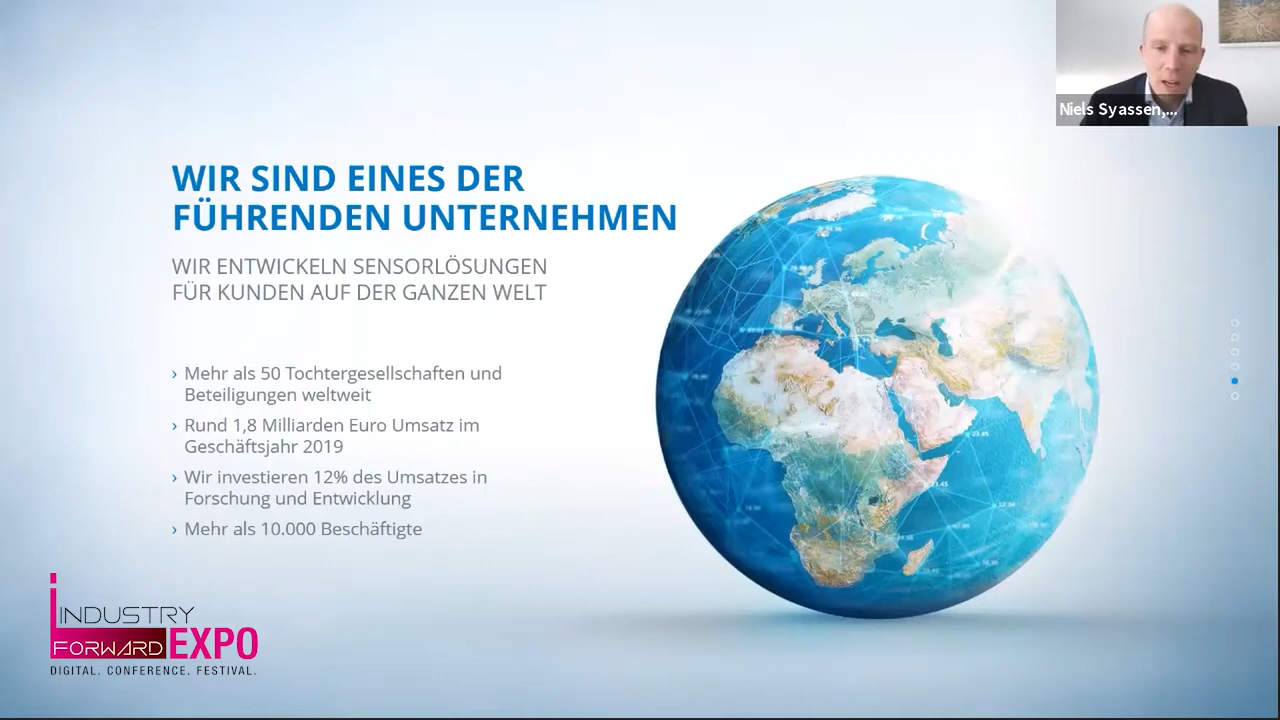 Niels Syassen,...
WIR SIND EINES DER
FÜHRENDEN UNTERNEHMEN
WIR ENTWICKELN SENSORLÖSUNGEN
FÜR KUNDEN AUF DER GANZEN WELT
› Mehr als 50 Tochtergesellschaften und
Beteiligungen weltweit
› Rund 1,8 Milliarden Euro Umsatz im
Geschäftsjahr 2019
› Wir investieren 12% des Umsatzes in
Forschung und Entwicklung
› Mehr als 10.000 Beschäftigte
INDUSTRY
FORWARD EXPO
DIGITAL. CONFERENCE. FESTIVAL.